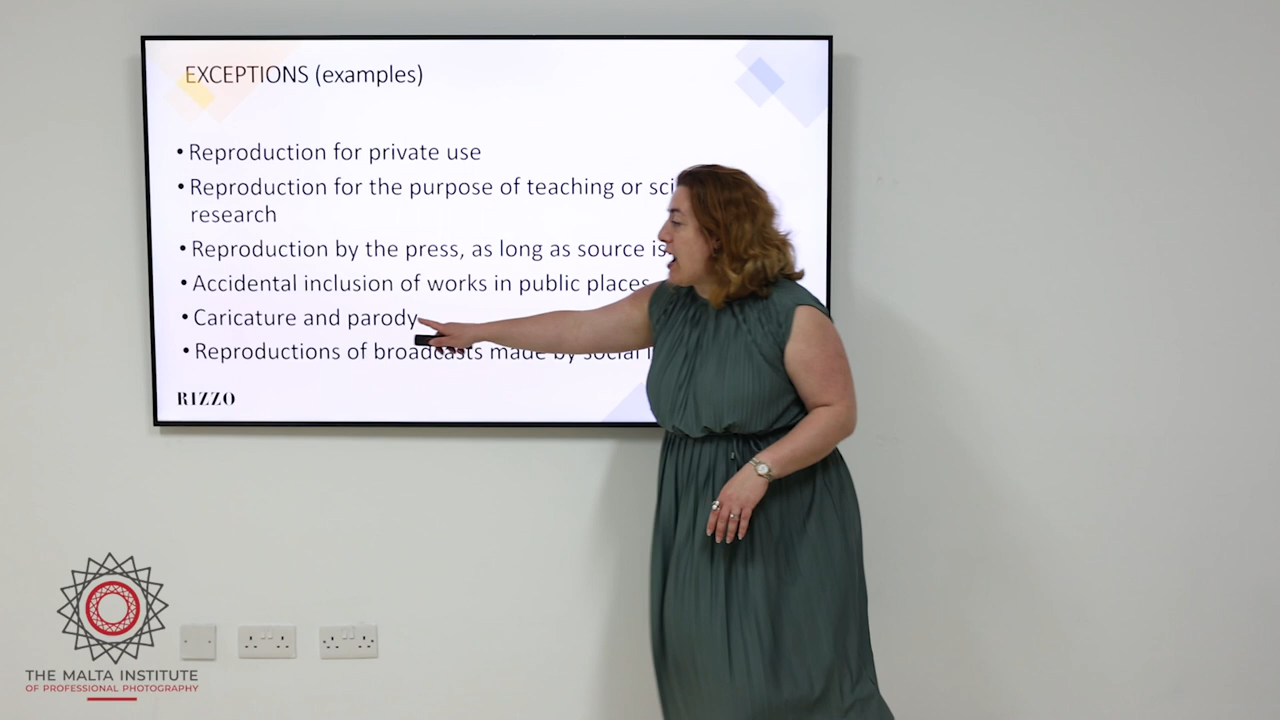 EXCEPTIONS (examples)
• Reproduction for private use
• Reproduction for the purpose of teaching or
research
• Reproduction by the press, as long as source is
• Accidental inclusion of works in public places
• Caricature and parody
• Reproductions of broadcasts made by social
RIZZO
THE MALTA INSTITUTE
OF PROFESSIONAL PHOTOGRAPHY